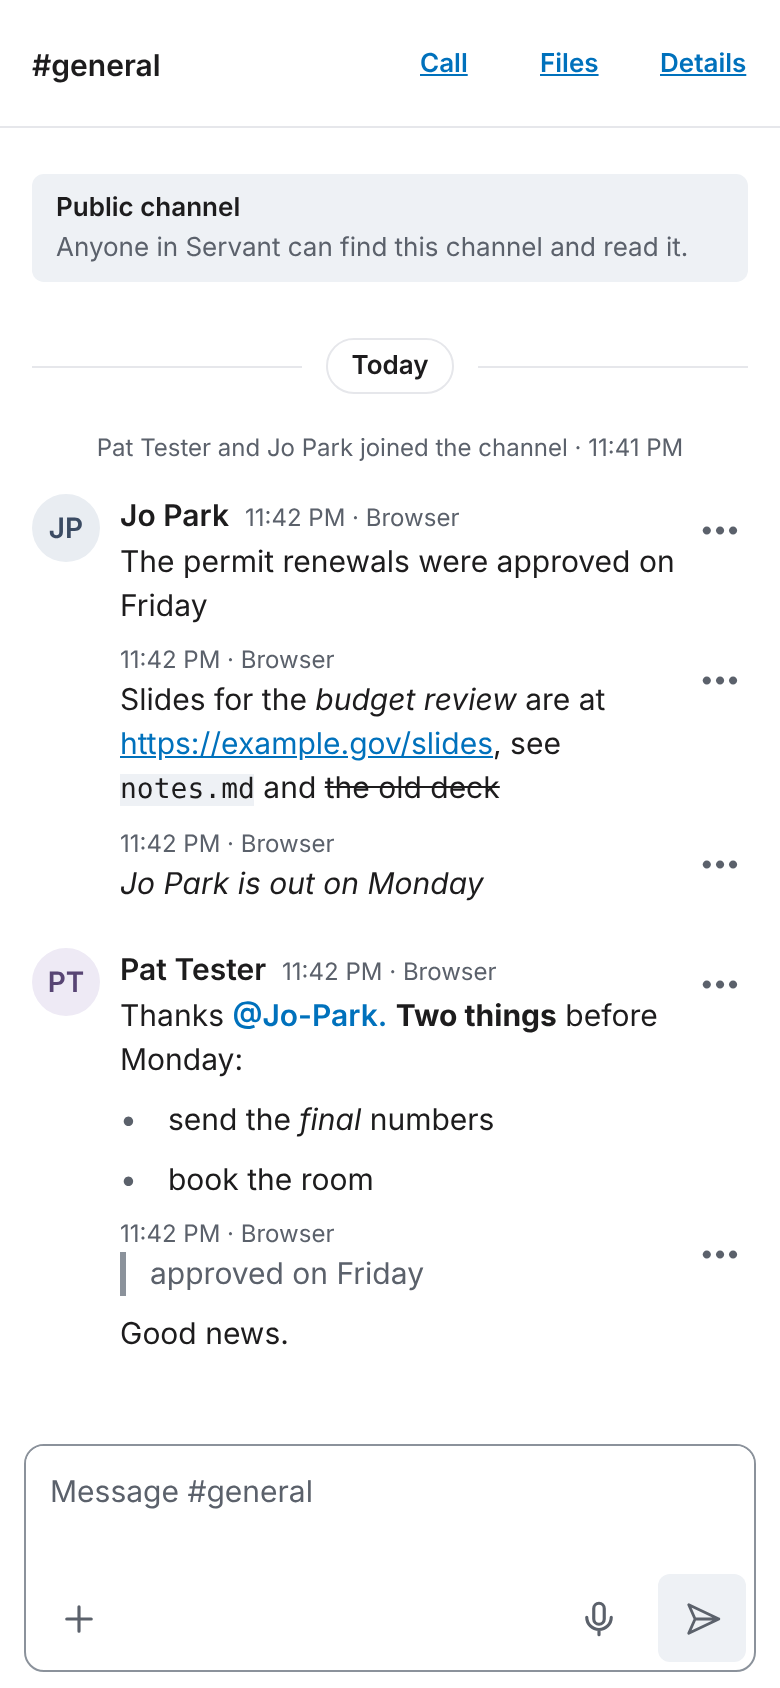 #general
Call
Files
Details
Public channel
Anyone in Servant can find this channel and read it.
Today
Pat Tester and Jo Park joined the channel · 11:41 PM
JP
Jo Park 11:42 PM · Browser
The permit renewals were approved on
Friday
11:42 PM · Browser
Slides for the budget review are at
https://example.gov/slides, see
notes.md and the old deck
11:42 PM · Browser
Jo Park is out on Monday
PT
Pat Tester 11:42 PM · Browser
Thanks @Jo-Park. Two things before
Monday:
• send the final numbers
• book the room
11:42 PM · Browser
approved on Friday
Good news.
Message #general